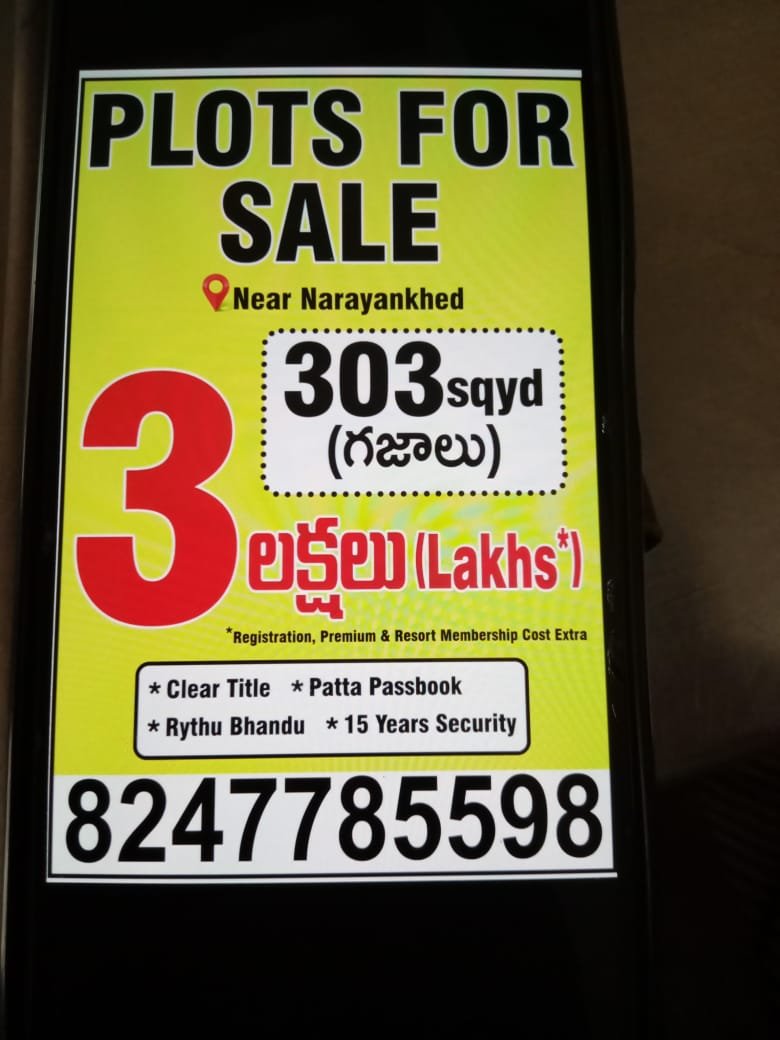 PLOTS FOR
SALE
Near Narayankhed
303sqyd
(గజాలు)
3 లక్షలు (Lakhs*)
*Registration, Premium & Resort Membership Cost Extra
* Clear Title * Patta Passbook
* Rythu Bhandu * 15 Years Security
8247785598